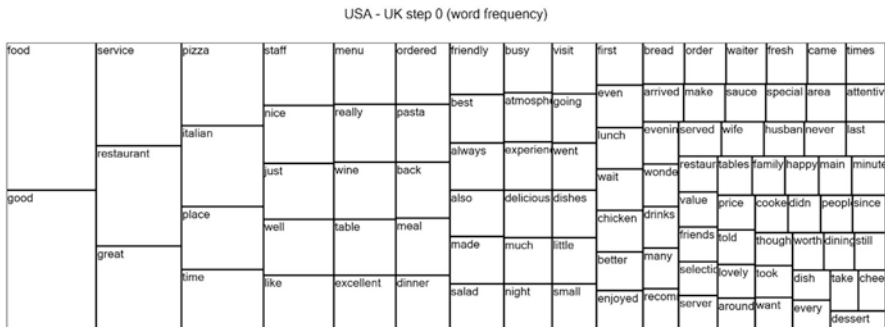 USA - UK step 0 (word frequency)
food
good
service
restaurant
great
pizza
italian
place
time
staff
nice
just
well
like
menu
really
wine
table
excellent
ordered
pasta
back
meal
dinner
friendly
best
always
also
made
salad
busy
atmosphe
experien
delicious
much
night
visit
going
went
dishes
little
small
first
even
lunch
wait
chicken
better
enjoyed
bread
order
waiter
fresh
came
times
arrived
make
sauce
special
area
attentiv
evenin
served
wife
husban
never
last
wonde
drinks
many
recom
restaur
tables
family
happy
main
minute
value
friends
selectio
server
price
told
lovely
around
cooke
didn
peopl
since
though
worth
dining
still
took
want
dish
take
chee
every
dessert